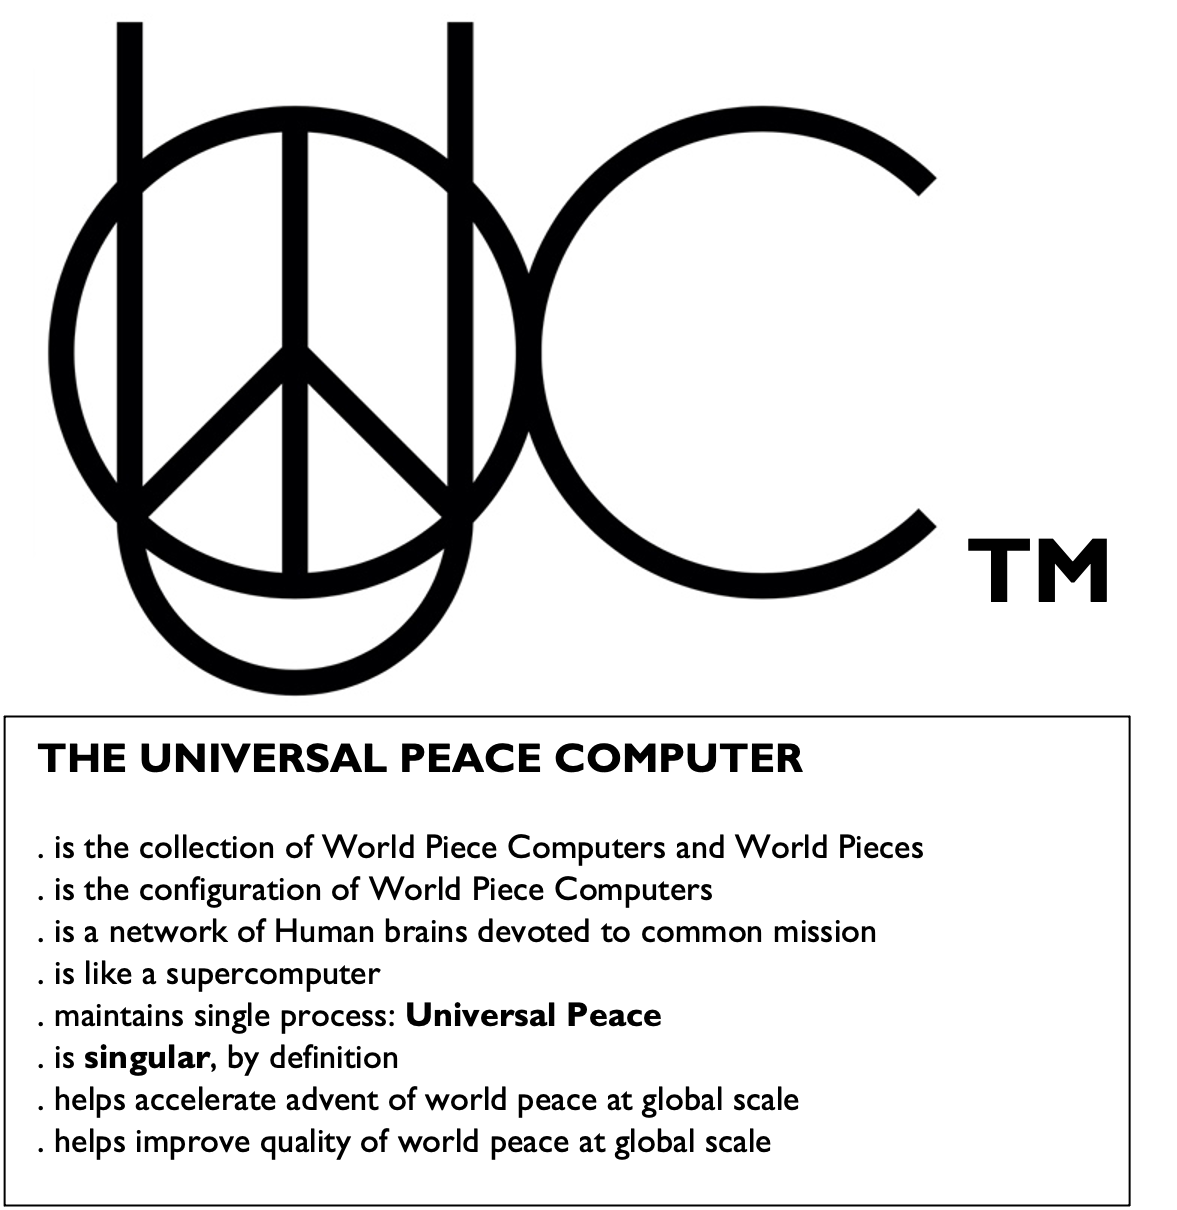 UC
TM
THE UNIVERSAL PEACE COMPUTER
. is the collection of World Piece Computers and World Pieces
. is the configuration of World Piece Computers
. is a network of Human brains devoted to common mission
. is like a supercomputer
. maintains single process: Universal Peace
. is singular, by definition
. helps accelerate advent of world peace at global scale
. helps improve quality of world peace at global scale